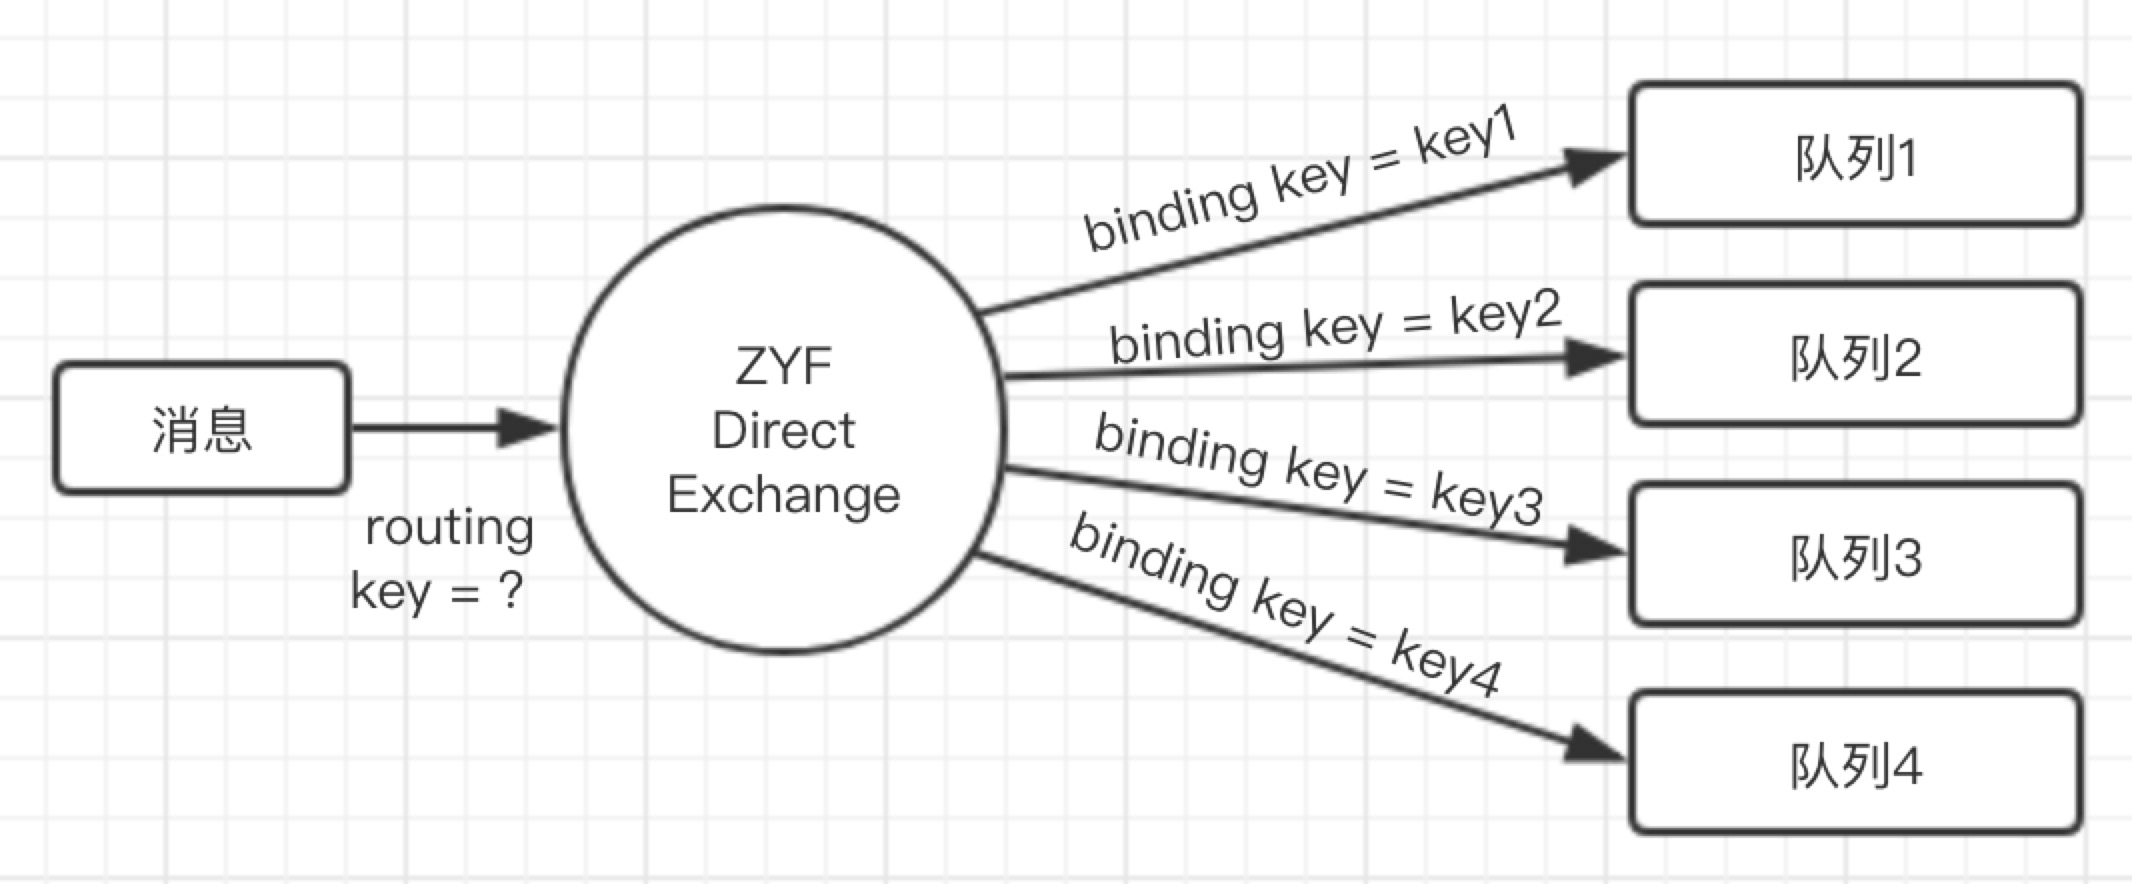 消息
routing
key = ?
ZYF
Direct
Exchange
binding key = key1
binding key = key2
binding key = key3
binding key = key4
队列1
队列2
队列3
队列4